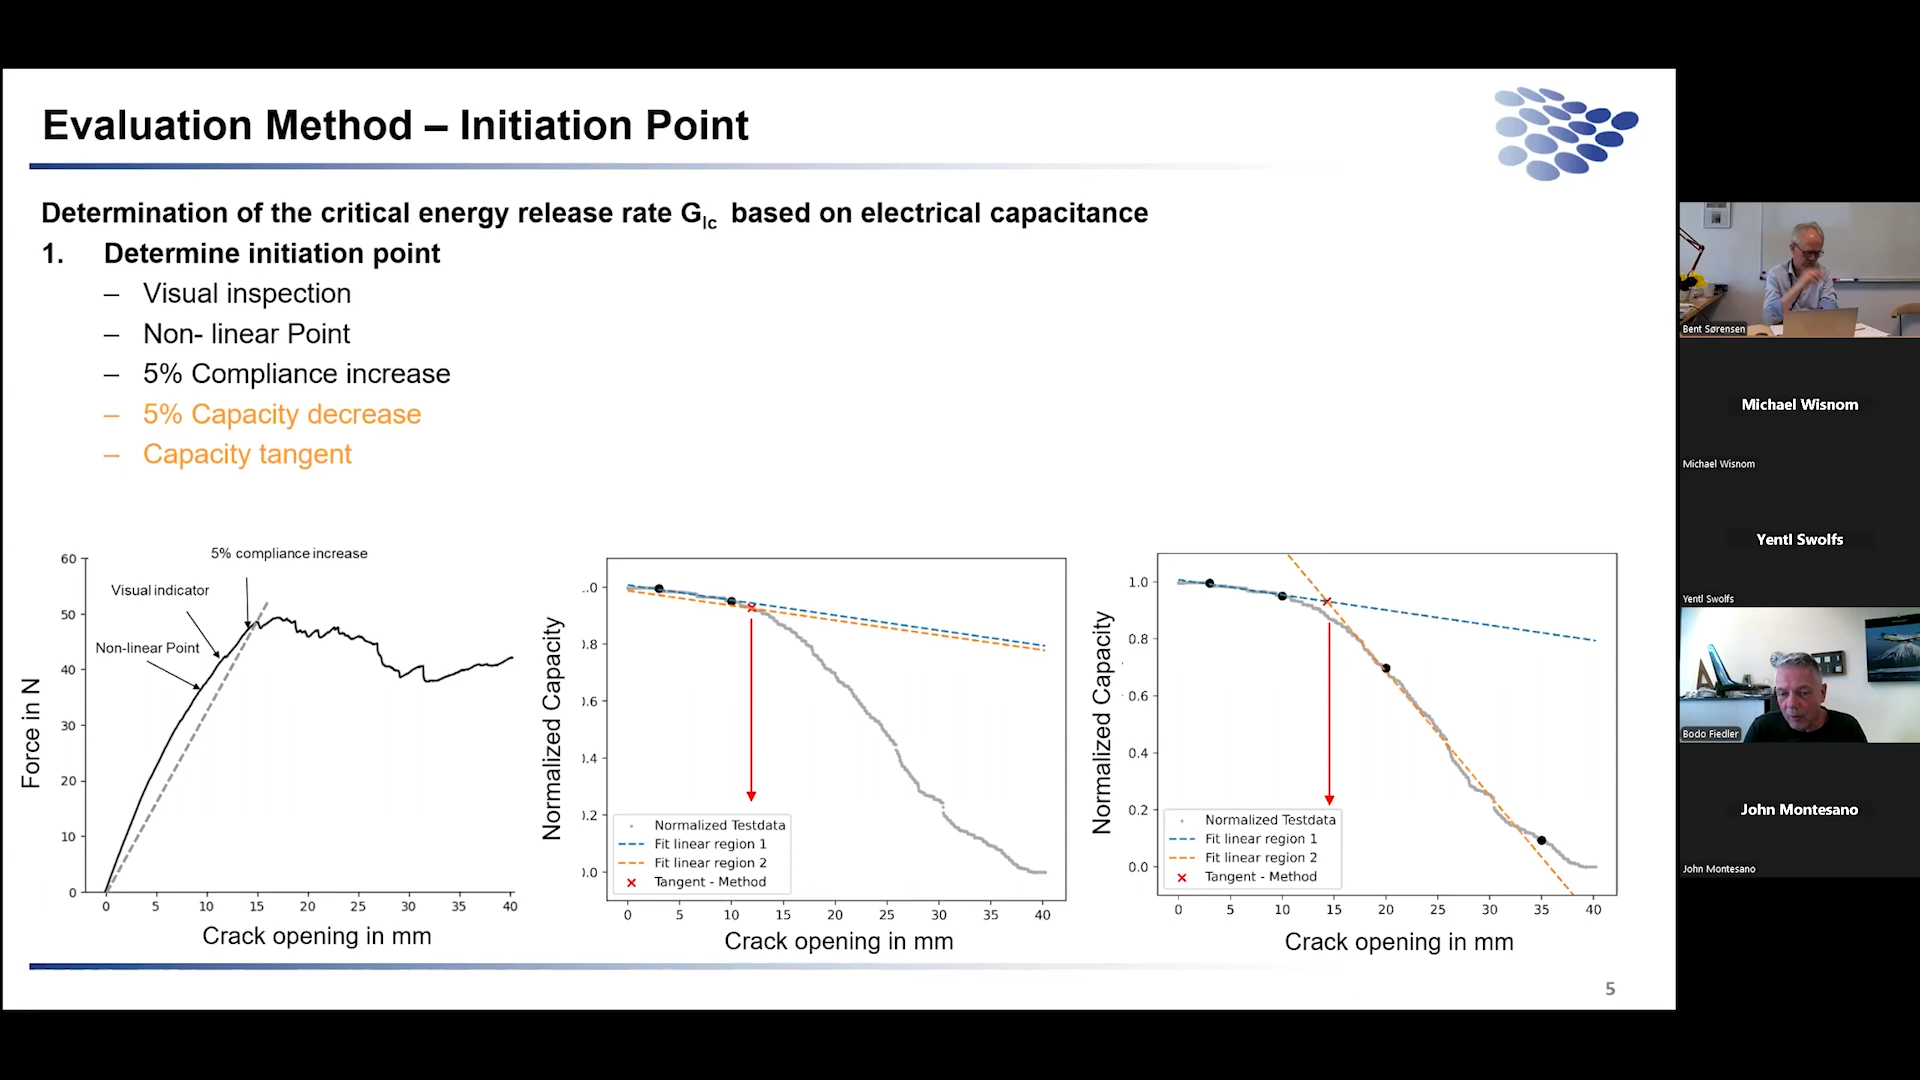 Evaluation Method – Initiation Point
Determination of the critical energy release rate GIc based on electrical capacitance
1. Determine initiation point
– Visual inspection
– Non- linear Point
– 5% Compliance increase
– 5% Capacity decrease
– Capacity tangent
5% compliance increase
Visual indicator
Non-linear Point
Force in N
60
50
40
30
20
10
0
0 5 10 15 20 25 30 35 40
Crack opening in mm
Normalized Capacity
.0
.8
.6
.4
.2
.0
Normalized Testdata
Fit linear region 1
Fit linear region 2
Tangent - Method
0 5 10 15 20 25 30 35 40
Crack opening in mm
Normalized Capacity
1.0
0.8
0.6
0.4
0.2
0.0
Normalized Testdata
Fit linear region 1
Fit linear region 2
Tangent - Method
0 5 10 15 20 25 30 35 40
Crack opening in mm
5
Bent Sørensen
Michael Wisnom
Michael Wisnom
Yentl Swolfs
Yentl Swolfs
Bodo Fiedler
John Montesano
John Montesano